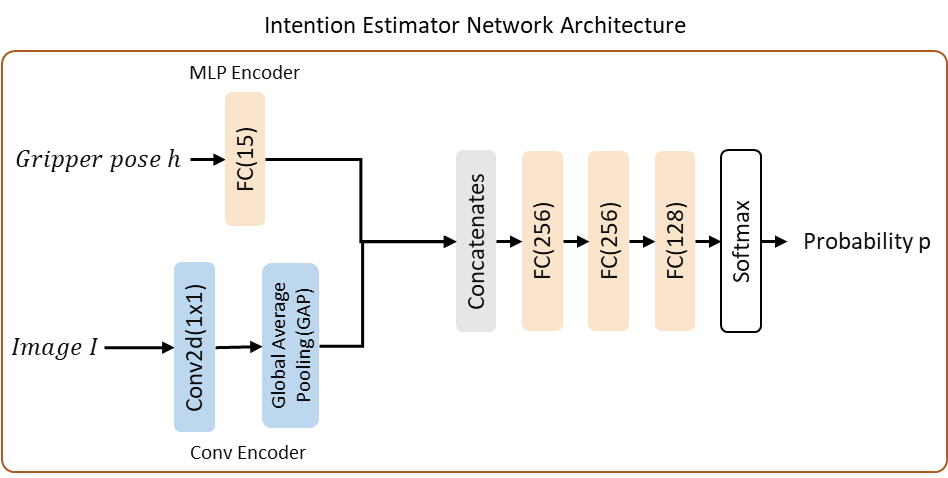 Intention Estimator Network Architecture
MLP Encoder
Gripper pose h
FC(15)
Image I
Conv2d(1x1)
Global Average
Pooling(GAP)
Conv Encoder
Concatenates
FC(256)
FC(256)
FC(128)
Softmax
Probability p